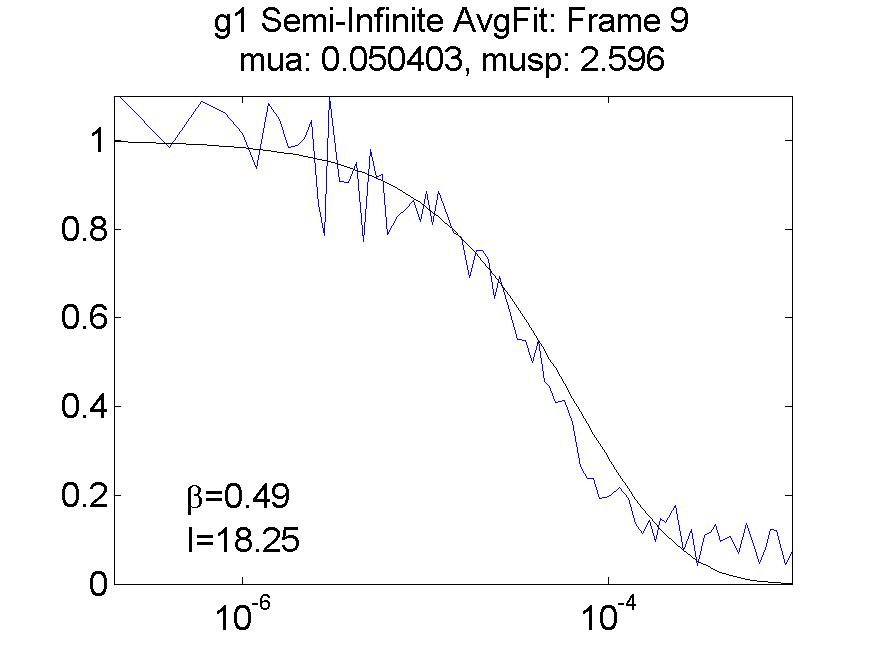 g1 Semi-Infinite AvgFit: Frame 9
mua: 0.050403, musp: 2.596
1
0.8
0.6
0.4
0.2
0
β=0.49
I=18.25
10^-6
10^-4